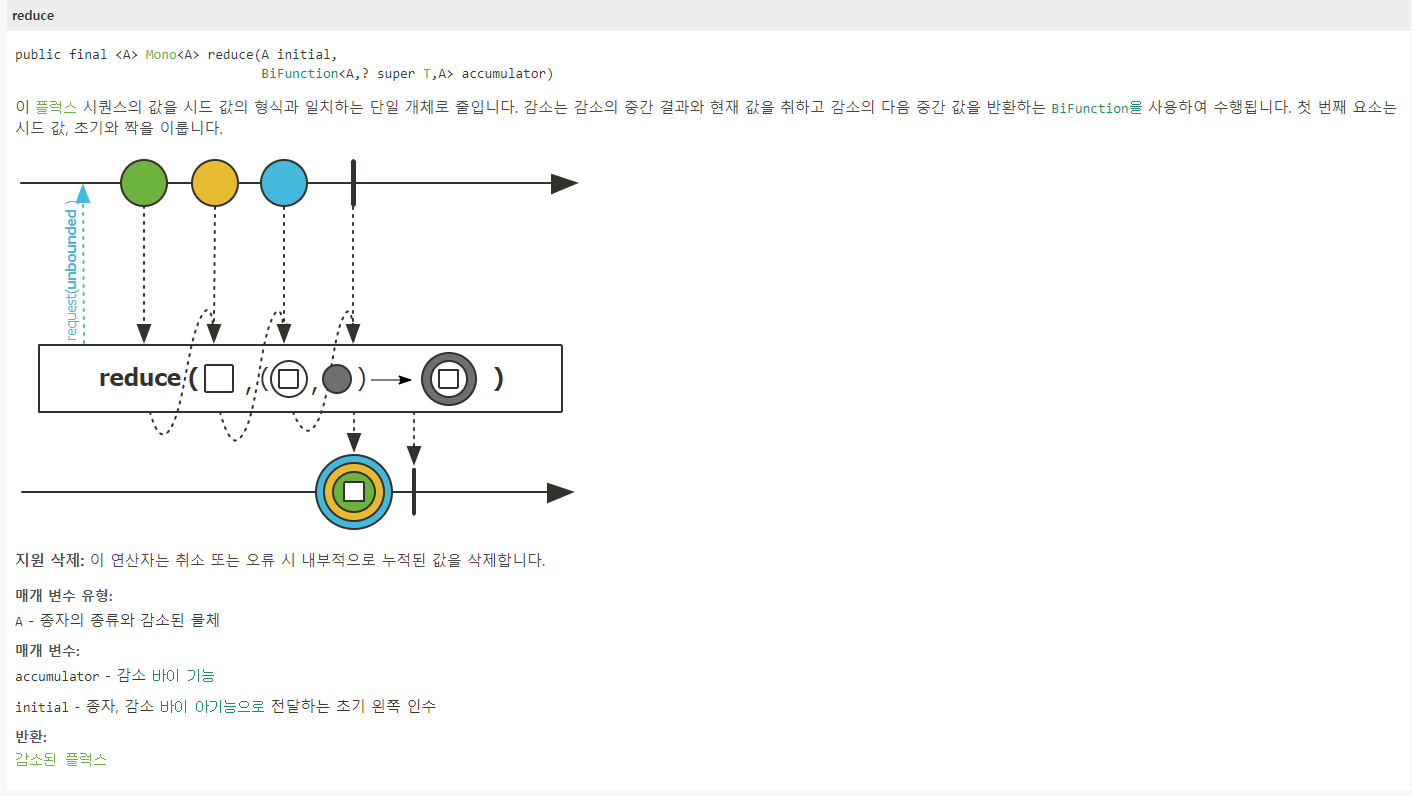 reduce
public final <A> Mono<A> reduce(A initial,
BiFunction<A,? super T,A> accumulator)
이 플럭스 시퀀스의 값을 시드 값의 형식과 일치하는 단일 개체로 줄입니다. 감소는 감소의 중간 결과와 현재 값을 취하고 감소의 다음 중간 값을 반환하는 BiFunction를 사용하여 수행됩니다. 첫 번째 요소는
시드 값, 초기와 짝을 이룹니다.
request(unbounded)
reduce ( , ( , ) )
지원 삭제: 이 연산자는 취소 또는 오류 시 내부적으로 누적된 값을 삭제합니다.
매개 변수 유형:
A - 종자의 종류와 감소된 물체
매개 변수:
accumulator - 감소 바이 기능
initial - 종자, 감소 바이 아기능으로 전달하는 초기 왼쪽 인수
반환:
감소된 플럭스